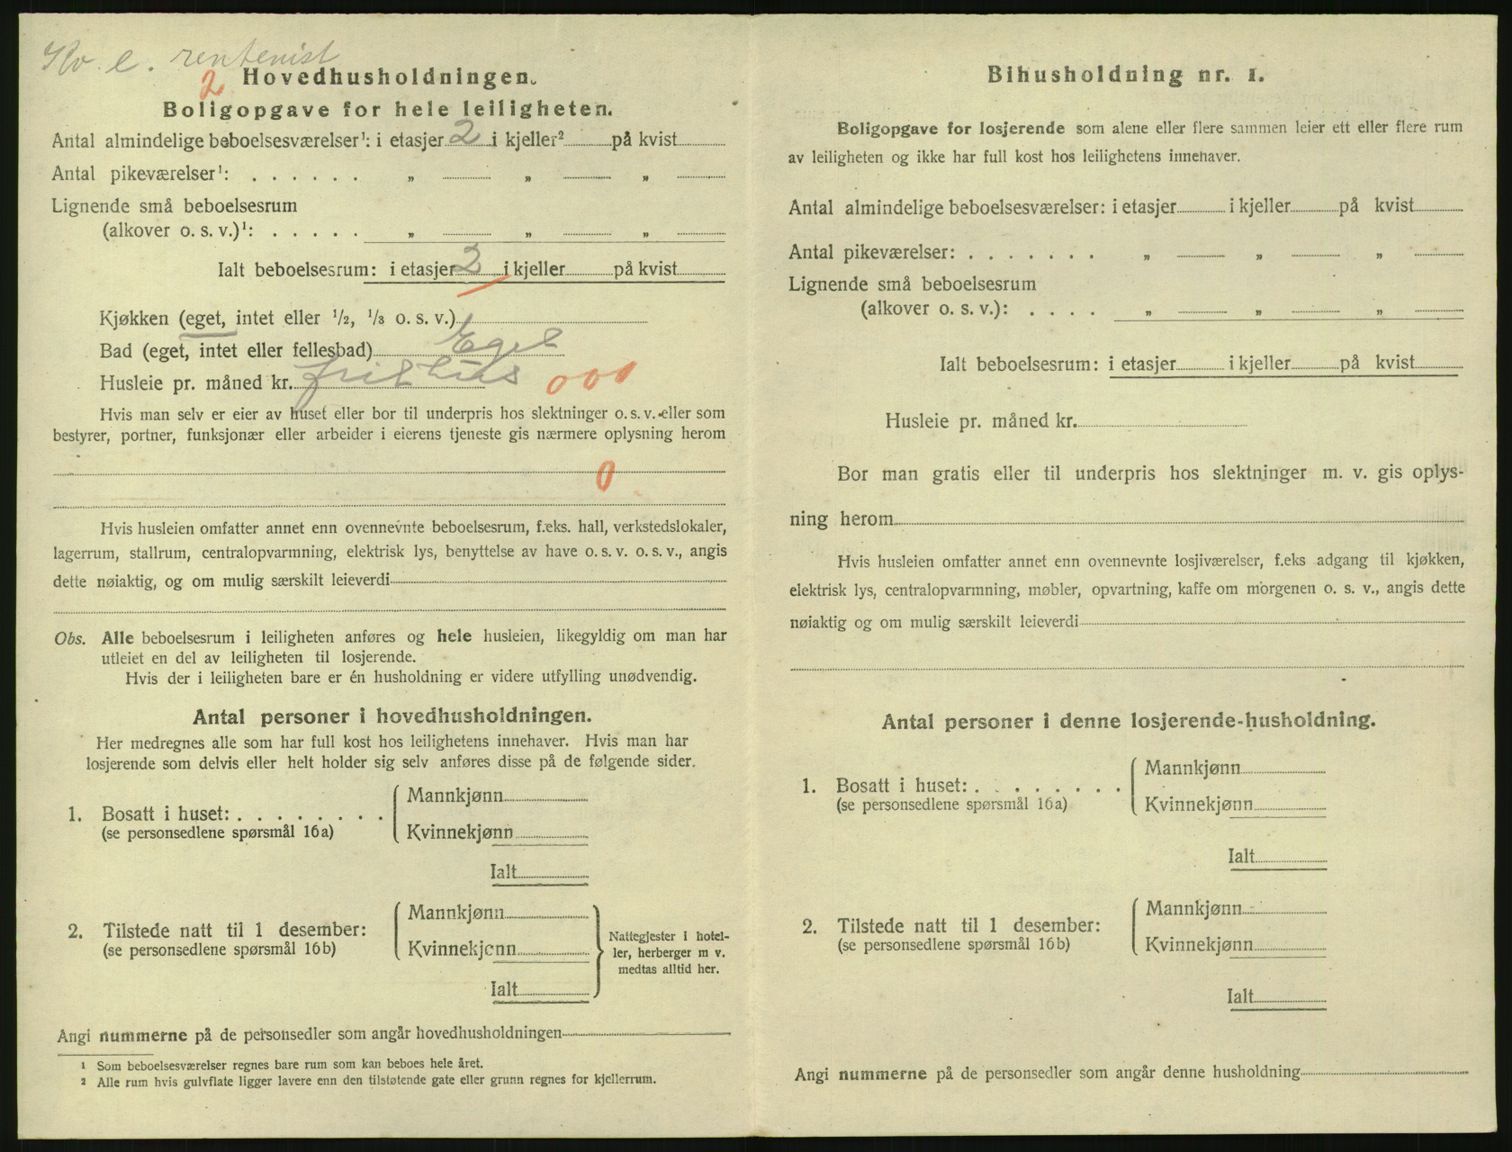 Kv. e. rentenist
2 Hovedhusholdningen.
Boligopgave for hele leiligheten.
Antal almindelige beboelsesværelser¹: i etasjer 2 i kjeller² på kvist
Antal pikeværelser¹: . . . . . . „ „ „
Lignende små beboelsesrum
(alkover o. s. v.)¹: . . . . . „ „ „
Ialt beboelsesrum: i etasjer 2 i kjeller på kvist
Kjøkken (eget, intet eller ½, ⅓ o. s. v.)
Bad (eget, intet eller fellesbad) Eget
Husleie pr. måned kr. frit hus 000
Hvis man selv er eier av huset eller bor til underpris hos slektninger o. s. v. eller som
bestyrer, portner, funksjonær eller arbeider i eierens tjeneste gis nærmere oplysning herom
0
Hvis husleien omfatter annet enn ovennevnte beboelsesrum, f.eks. hall, verkstedslokaler,
lagerrum, stallrum, centralopvarmning, elektrisk lys, benyttelse av have o. s. v. o. s. v., angis
dette nøiaktig, og om mulig særskilt leieverdi
Obs. Alle beboelsesrum i leiligheten anføres og hele husleien, likegyldig om man har
utleiet en del av leiligheten til losjerende.
Hvis der i leiligheten bare er én husholdning er videre utfylling unødvendig.
Antal personer i hovedhusholdningen.
Her medregnes alle som har full kost hos leilighetens innehaver. Hvis man har
losjerende som delvis eller helt holder sig selv anføres disse på de følgende sider.
1. Bosatt i huset: . . . . . . . .
(se personsedlene spørsmål 16a)
Mannkjønn
Kvinnekjønn
Ialt
2. Tilstede natt til 1 desember:
(se personsedlene spørsmål 16b)
Mannkjønn
Kvinnekjønn
Ialt
Nattegjester i hotel-
ler, herberger m v.
medtas alltid her.
Angi nummerne på de personsedler som angår hovedhusholdningen
¹ Som beboelsesværelser regnes bare rum som kan beboes hele året.
² Alle rum hvis gulvflate ligger lavere enn den tilstøtende gate eller grunn regnes for kjellerrum.
Bihusholdning nr. 1.
Boligopgave for losjerende som alene eller flere sammen leier ett eller flere rum
av leiligheten og ikke har full kost hos leilighetens innehaver.
Antal almindelige beboelsesværelser: i etasjer i kjeller på kvist
Antal pikeværelser: . . . . . . . „ „ „
Lignende små beboelsesrum
(alkover o. s. v.): . . . . „ „ „
Ialt beboelsesrum: i etasjer i kjeller på kvist
Husleie pr. måned kr.
Bor man gratis eller til underpris hos slektninger m. v. gis oplys-
ning herom
Hvis husleien omfatter annet enn ovennevnte losjiværelser, f.eks adgang til kjøkken,
elektrisk lys, centralopvarmning, møbler, opvartning, kaffe om morgenen o. s. v., angis dette
nøiaktig og om mulig særskilt leieverdi
Antal personer i denne losjerende-husholdning.
1. Bosatt i huset: . . . . . . . .
(se personsedlene spørsmål 16a)
Mannkjønn
Kvinnekjønn
Ialt
2. Tilstede natt til 1 desember:
(se personsedlene spørsmål 16b)
Mannkjønn
Kvinnekjønn
Ialt
Angi nummerne på de personsedler som angår denne husholdning